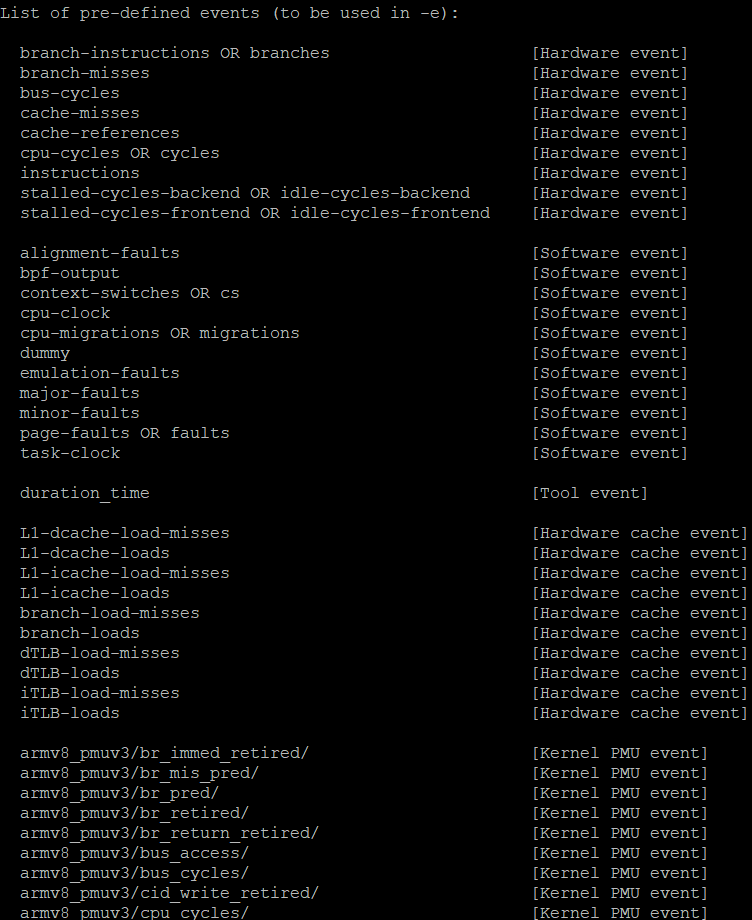 List of pre-defined events (to be used in -e):
branch-instructions OR branches [Hardware event]
branch-misses [Hardware event]
bus-cycles [Hardware event]
cache-misses [Hardware event]
cache-references [Hardware event]
cpu-cycles OR cycles [Hardware event]
instructions [Hardware event]
stalled-cycles-backend OR idle-cycles-backend [Hardware event]
stalled-cycles-frontend OR idle-cycles-frontend [Hardware event]
alignment-faults [Software event]
bpf-output [Software event]
context-switches OR cs [Software event]
cpu-clock [Software event]
cpu-migrations OR migrations [Software event]
dummy [Software event]
emulation-faults [Software event]
major-faults [Software event]
minor-faults [Software event]
page-faults OR faults [Software event]
task-clock [Software event]
duration_time [Tool event]
L1-dcache-load-misses [Hardware cache event]
L1-dcache-loads [Hardware cache event]
L1-icache-load-misses [Hardware cache event]
L1-icache-loads [Hardware cache event]
branch-load-misses [Hardware cache event]
branch-loads [Hardware cache event]
dTLB-load-misses [Hardware cache event]
dTLB-loads [Hardware cache event]
iTLB-load-misses [Hardware cache event]
iTLB-loads [Hardware cache event]
armv8_pmuv3/br_immed_retired/ [Kernel PMU event]
armv8_pmuv3/br_mis_pred/ [Kernel PMU event]
armv8_pmuv3/br_pred/ [Kernel PMU event]
armv8_pmuv3/br_retired/ [Kernel PMU event]
armv8_pmuv3/br_return_retired/ [Kernel PMU event]
armv8_pmuv3/bus_access/ [Kernel PMU event]
armv8_pmuv3/bus_cycles/ [Kernel PMU event]
armv8_pmuv3/cid_write_retired/ [Kernel PMU event]
armv8_pmuv3/cpu_cycles/ [Kernel PMU event]